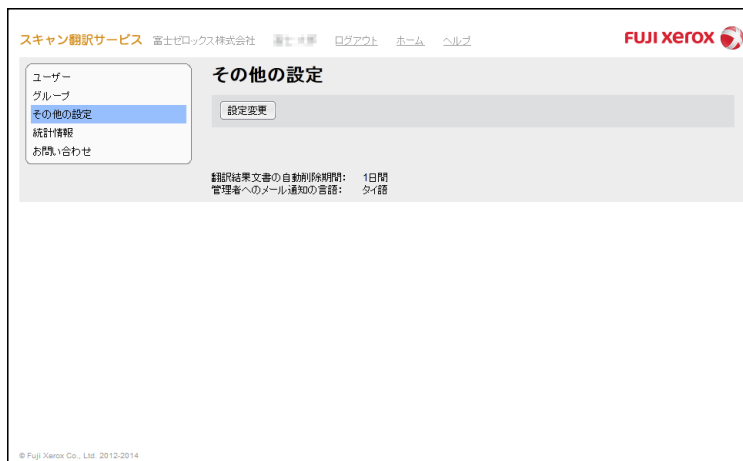 スキャン翻訳サービス 富士ゼロックス株式会社 ログアウト ホーム ヘルプ
FUJI xerox
ユーザー
グループ
その他の設定
統計情報
お問い合わせ
その他の設定
設定変更
翻訳結果文書の自動削除期間: 1日間
管理者へのメール通知の言語: タイ語
© Fuji Xerox Co., Ltd. 2012-2014